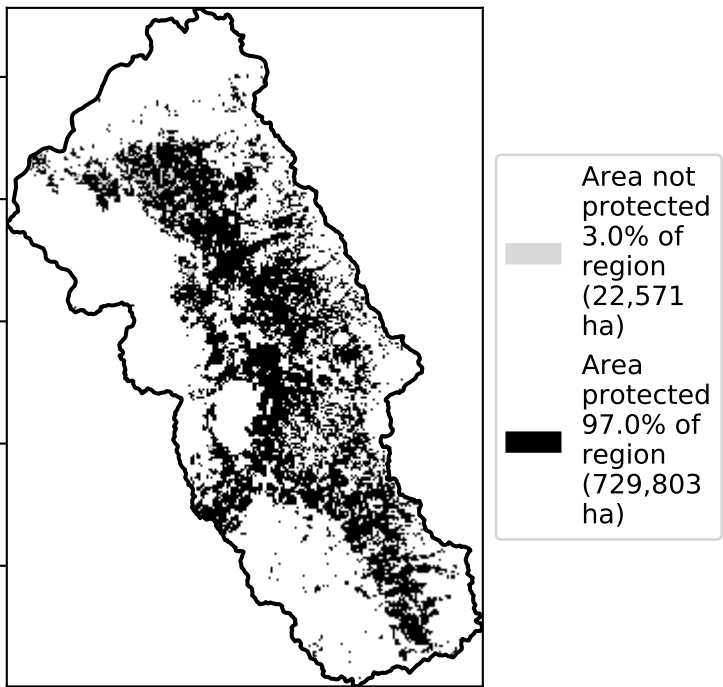 Area not
protected
3.0% of
region
(22,571
ha)
Area
protected
97.0% of
region
(729,803
ha)